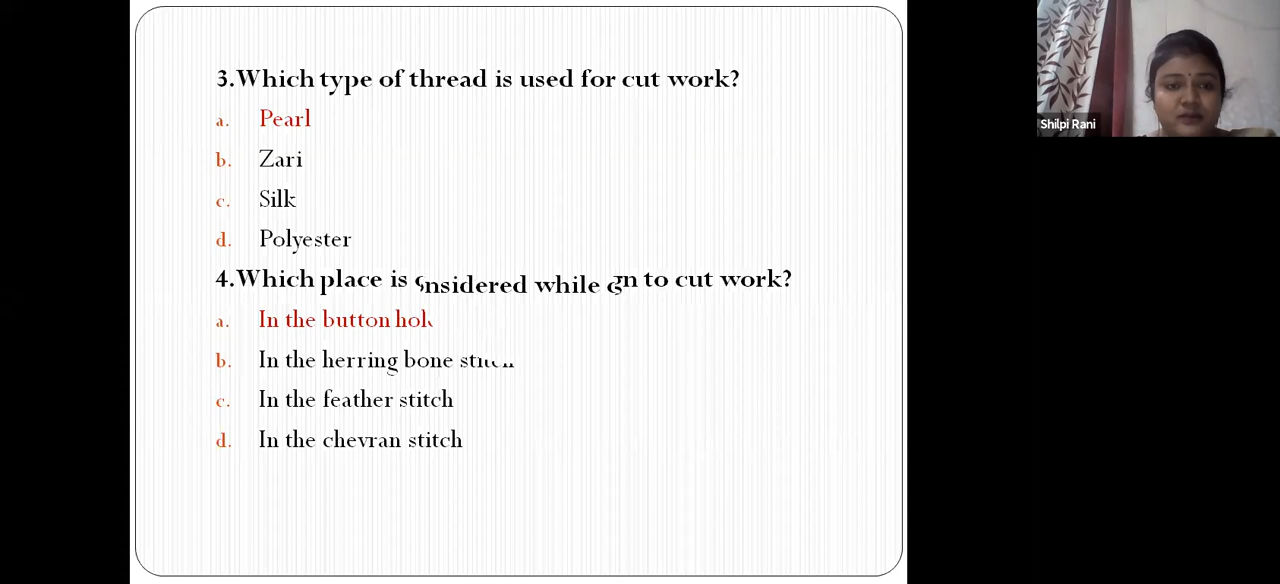 3.Which type of thread is used for cut work?
a. Pearl
b. Zari
c. Silk
d. Polyester
4.Which place is considered while to cut work?
a. In the button
b. In the herring bone stitch
c. In the feather stitch
d. In the chevran stitch
Shilpi Rani